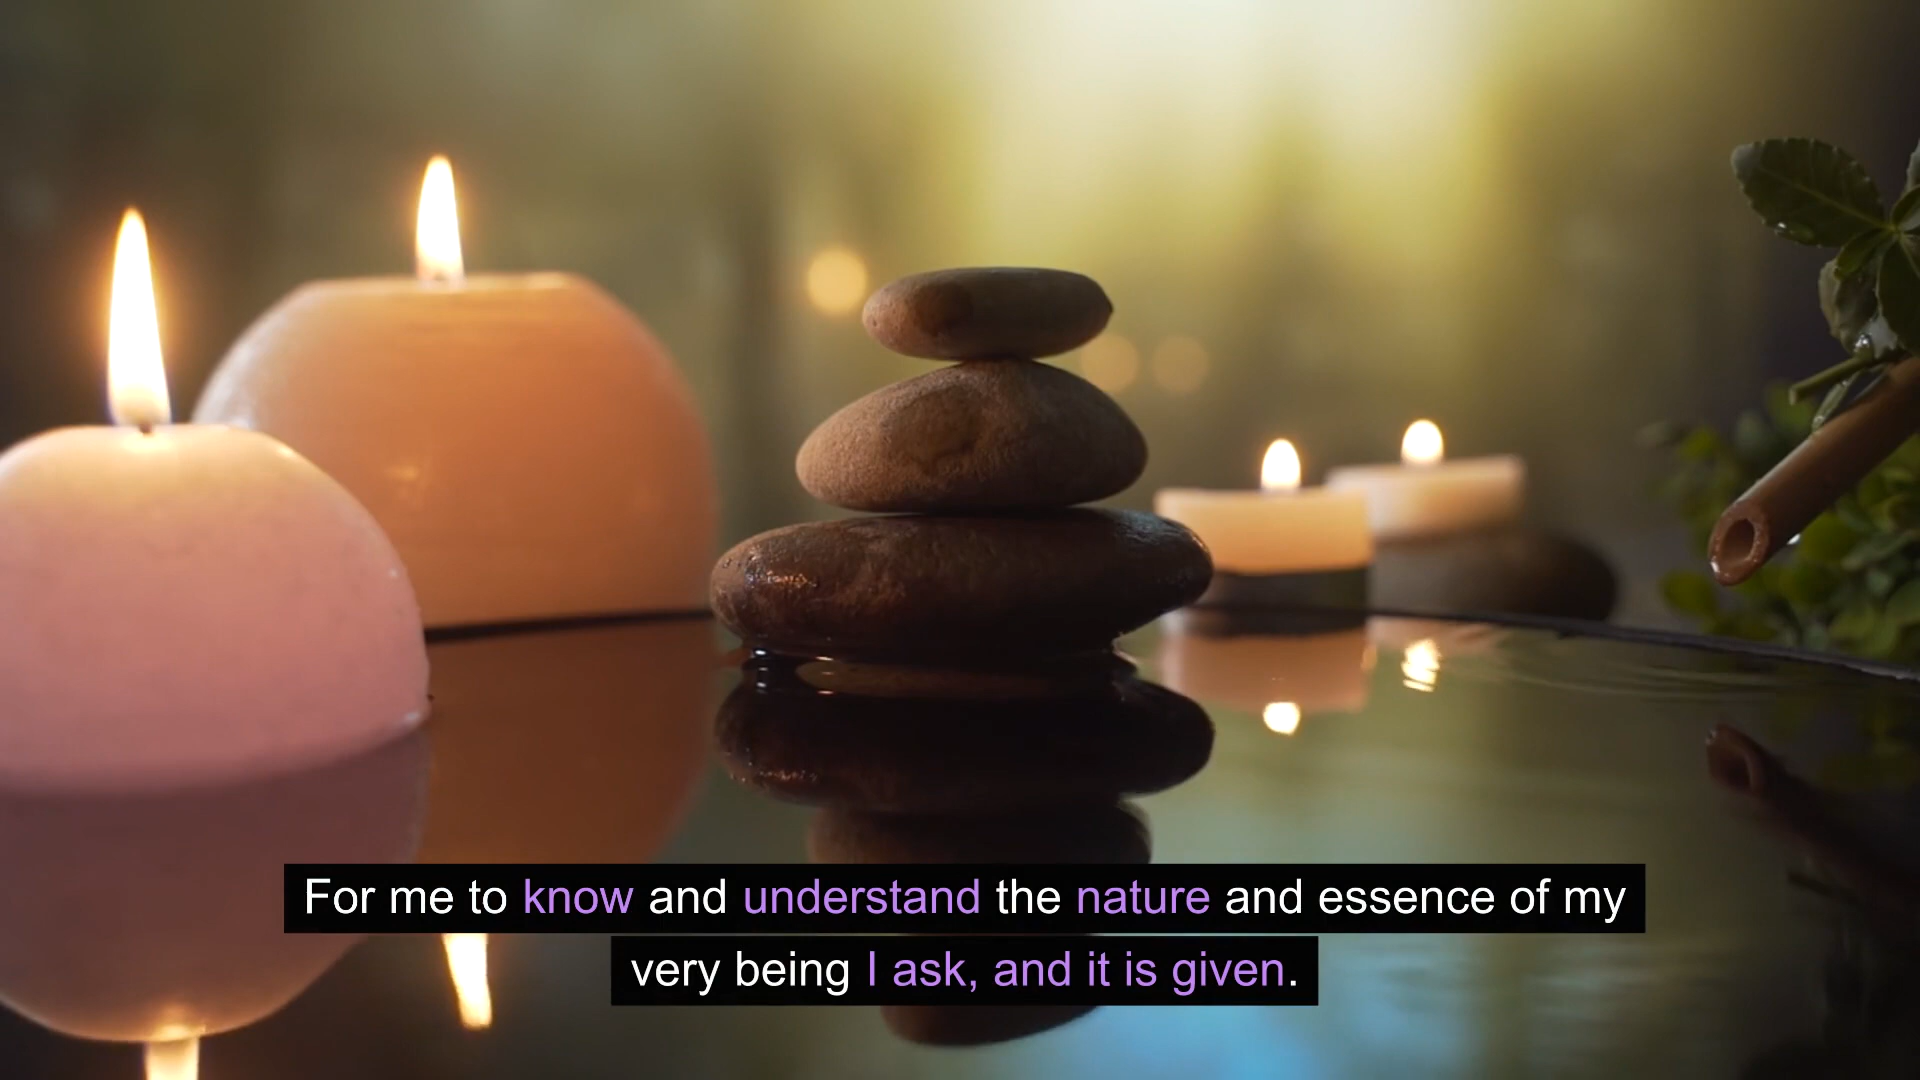 For me to know and understand the nature and essence of my
very being I ask, and it is given.